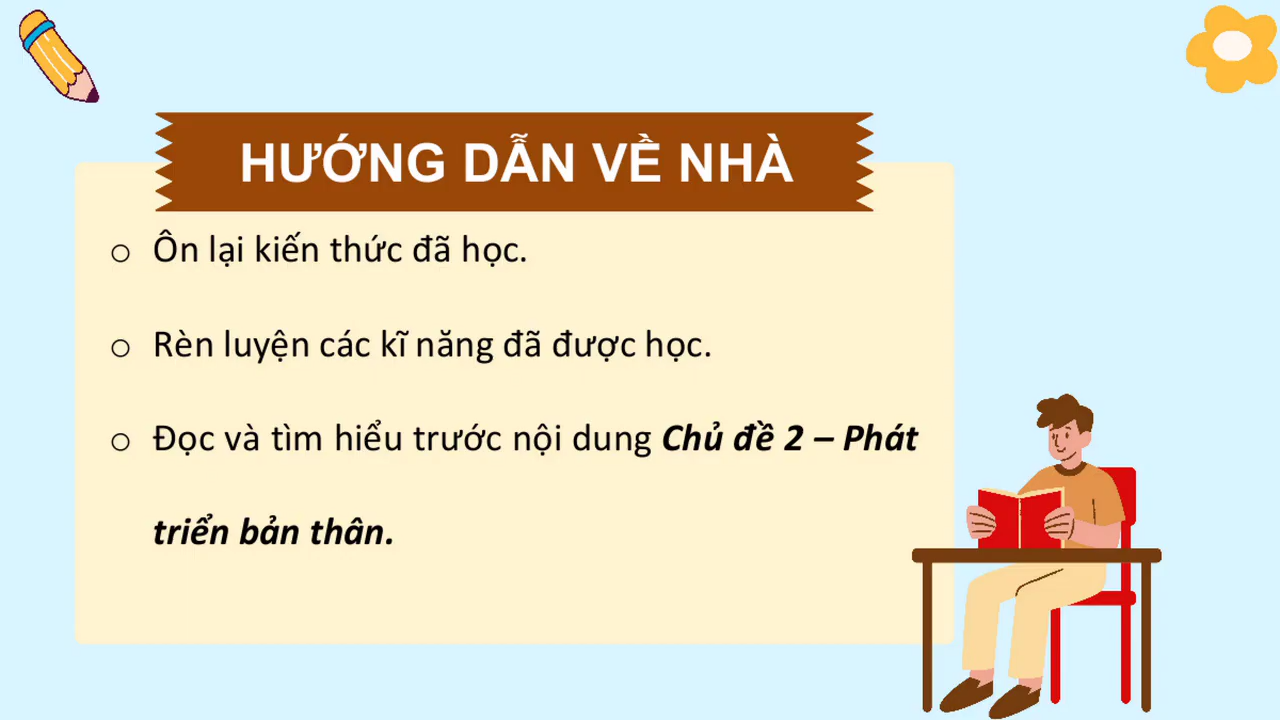 HƯỚNG DẪN VỀ NHÀ
o Ôn lại kiến thức đã học.
o Rèn luyện các kĩ năng đã được học.
o Đọc và tìm hiểu trước nội dung Chủ đề 2 – Phát
triển bản thân.